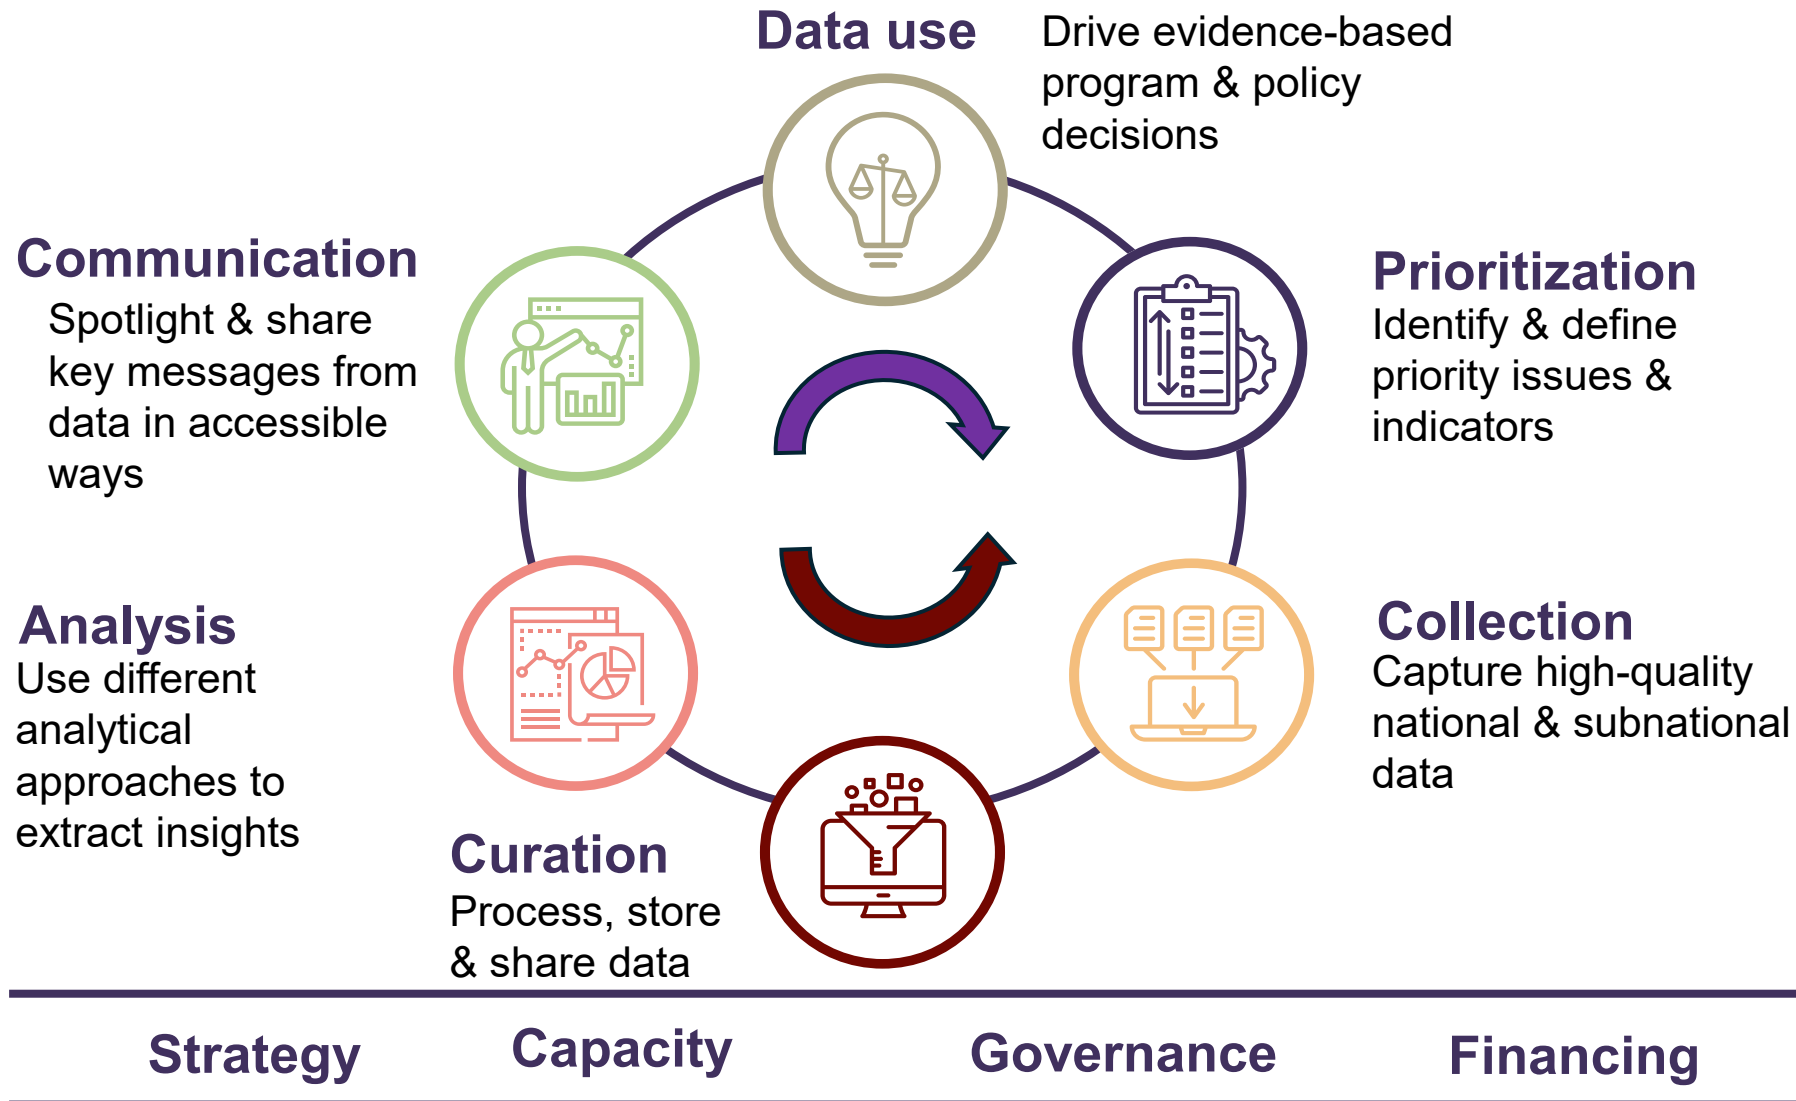 Data use
Drive evidence-based
program & policy
decisions
Communication
Spotlight & share
key messages from
data in accessible
ways
Prioritization
Identify & define
priority issues &
indicators
Analysis
Use different
analytical
approaches to
extract insights
Collection
Capture high-quality
national & subnational
data
Curation
Process, store
& share data
Strategy
Capacity
Governance
Financing